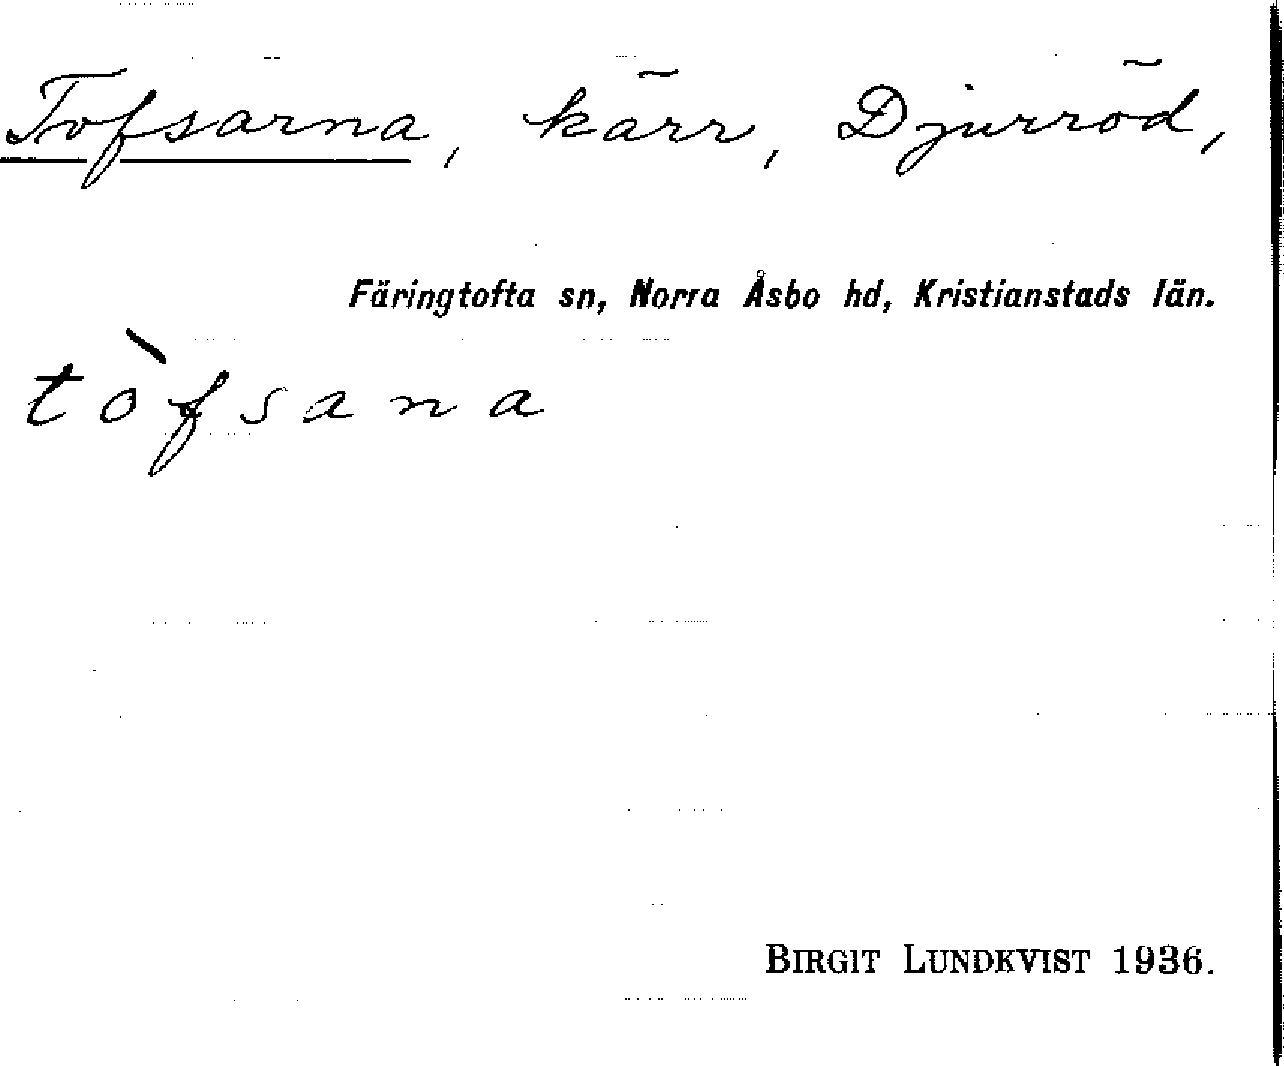 Tofsarna, kärr, Djurröd,
Färingtofta sn, Norra Åsbo hd, Kristianstads län.
tòfsana
BIRGIT LUNDKVIST 1936.